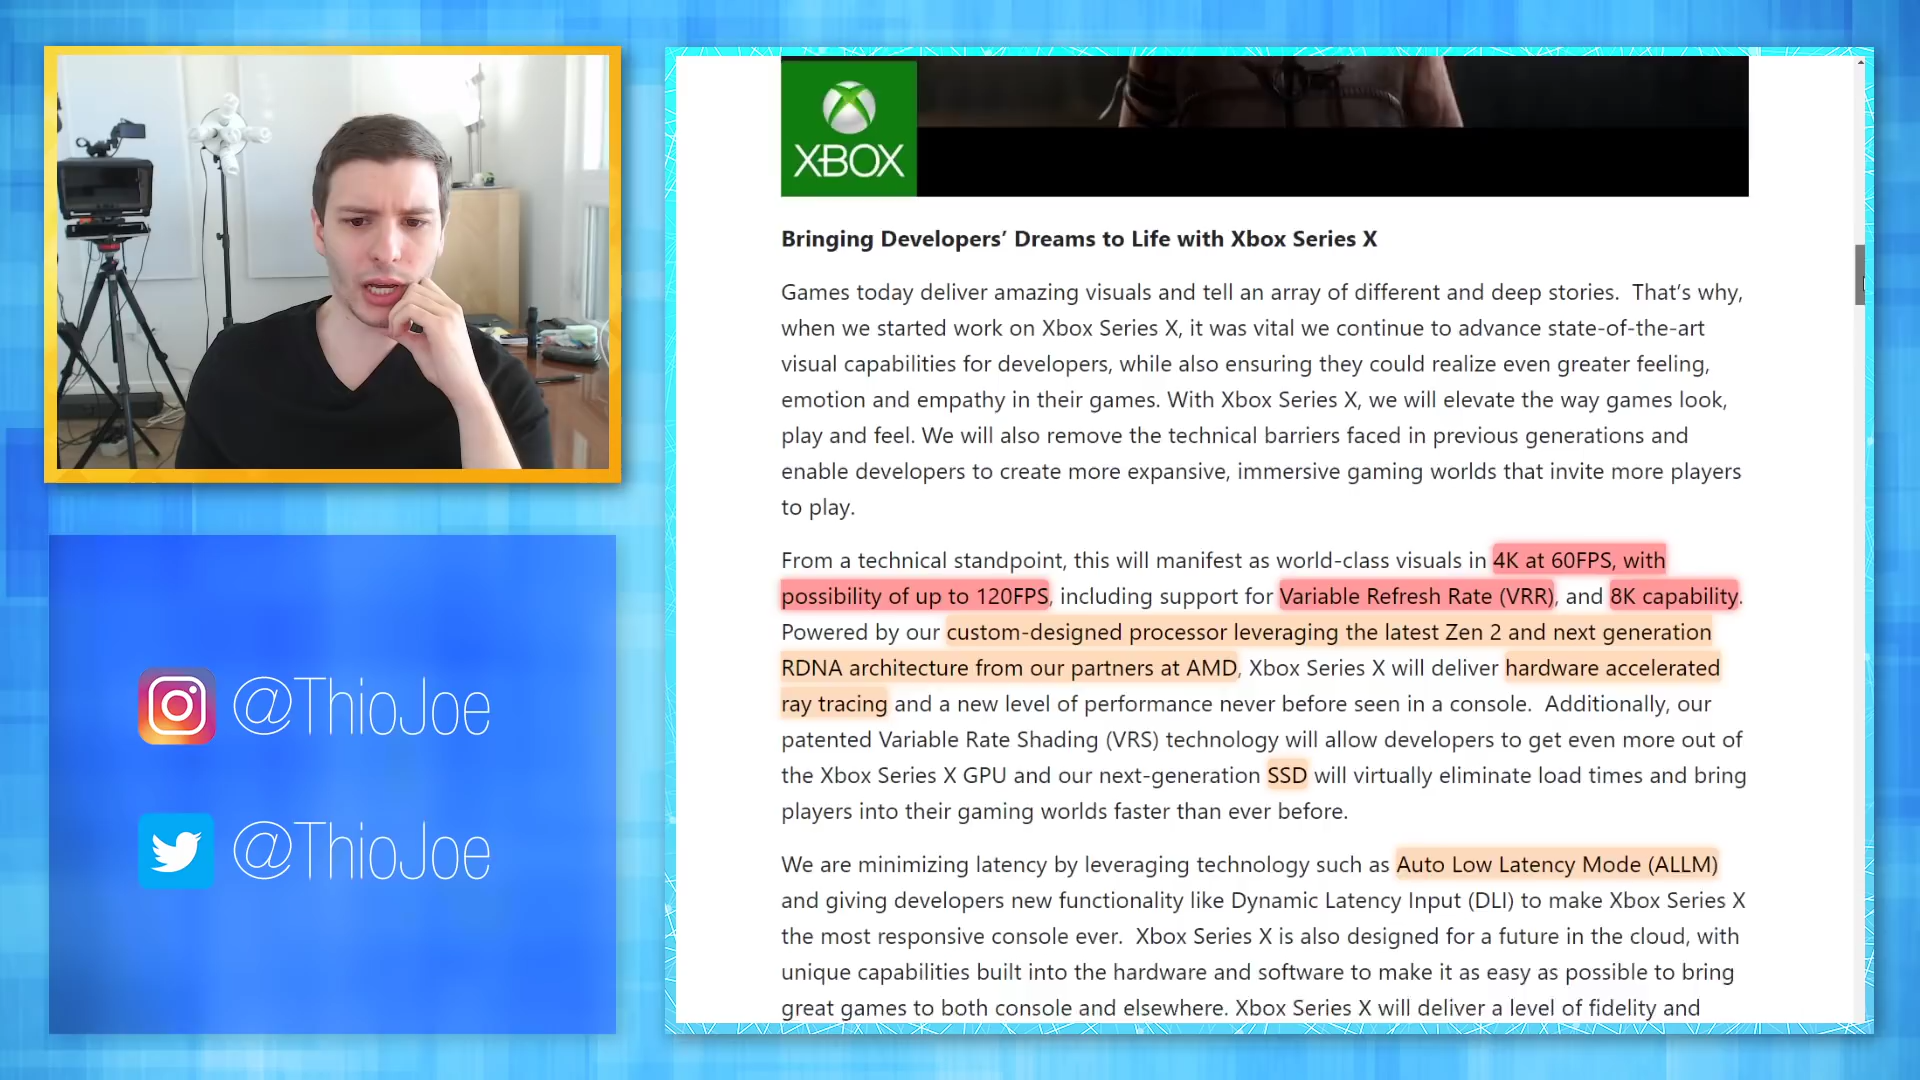 XBOX
Bringing Developers’ Dreams to Life with Xbox Series X
Games today deliver amazing visuals and tell an array of different and deep stories.  That’s why,
when we started work on Xbox Series X, it was vital we continue to advance state-of-the-art
visual capabilities for developers, while also ensuring they could realize even greater feeling,
emotion and empathy in their games. With Xbox Series X, we will elevate the way games look,
play and feel. We will also remove the technical barriers faced in previous generations and
enable developers to create more expansive, immersive gaming worlds that invite more players
to play.
From a technical standpoint, this will manifest as world-class visuals in 4K at 60FPS, with
possibility of up to 120FPS, including support for Variable Refresh Rate (VRR), and 8K capability.
Powered by our custom-designed processor leveraging the latest Zen 2 and next generation
RDNA architecture from our partners at AMD, Xbox Series X will deliver hardware accelerated
ray tracing and a new level of performance never before seen in a console.  Additionally, our
patented Variable Rate Shading (VRS) technology will allow developers to get even more out of
the Xbox Series X GPU and our next-generation SSD will virtually eliminate load times and bring
players into their gaming worlds faster than ever before.
We are minimizing latency by leveraging technology such as Auto Low Latency Mode (ALLM)
and giving developers new functionality like Dynamic Latency Input (DLI) to make Xbox Series X
the most responsive console ever.  Xbox Series X is also designed for a future in the cloud, with
unique capabilities built into the hardware and software to make it as easy as possible to bring
great games to both console and elsewhere. Xbox Series X will deliver a level of fidelity and
@ThioJoe
@ThioJoe